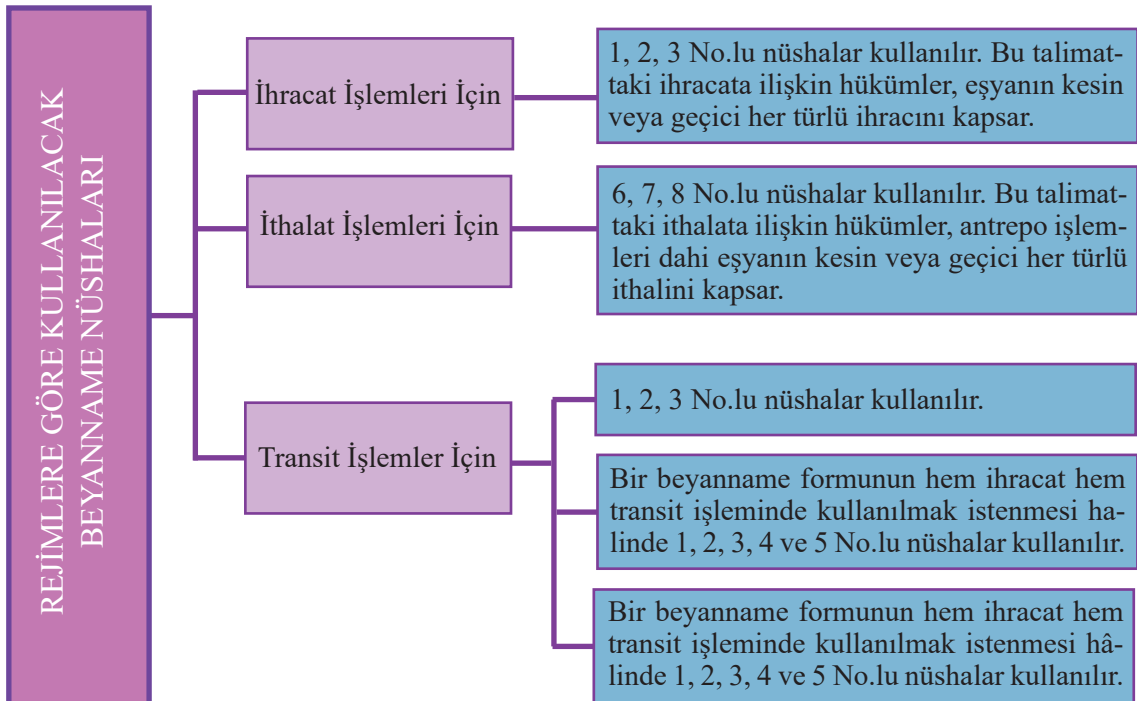 REJİMLERE GÖRE KULLANILACAK
BEYANNAME NÜSHALARI
İhracat İşlemleri İçin
1, 2, 3 No.lu nüshalar kullanılır. Bu talimat-
taki ihracata ilişkin hükümler, eşyanın kesin
veya geçici her türlü ihracını kapsar.
İthalat İşlemleri İçin
6, 7, 8 No.lu nüshalar kullanılır. Bu talimat-
taki ithalata ilişkin hükümler, antrepo işlem-
leri dahi eşyanın kesin veya geçici her türlü
ithalini kapsar.
Transit İşlemler İçin
1, 2, 3 No.lu nüshalar kullanılır.
Bir beyanname formunun hem ihracat hem
transit işleminde kullanılmak istenmesi ha-
linde 1, 2, 3, 4 ve 5 No.lu nüshalar kullanılır.
Bir beyanname formunun hem ihracat hem
transit işleminde kullanılmak istenmesi hâ-
linde 1, 2, 3, 4 ve 5 No.lu nüshalar kullanılır.